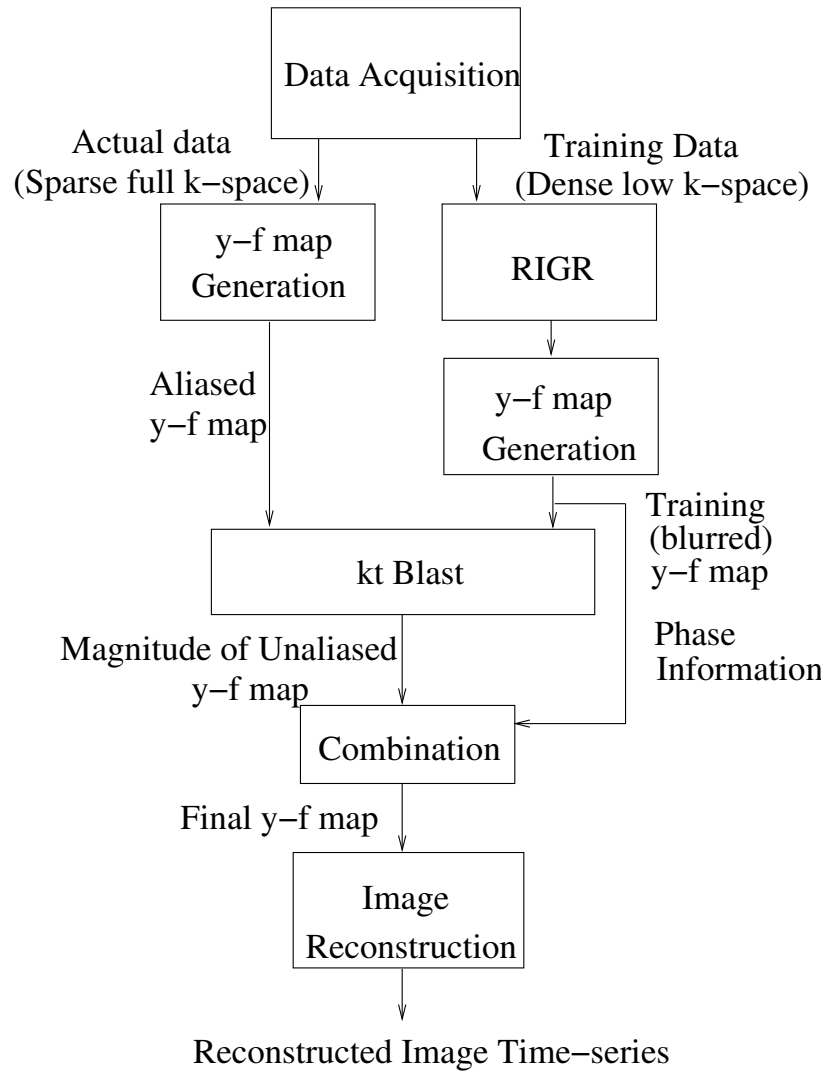 Data Acquisition
Actual data
(Sparse full k−space)
Training Data
(Dense low k−space)
y−f map
Generation
RIGR
Aliased
y−f map
y−f map
Generation
Training
(blurred)
y−f map
kt Blast
Phase
Information
Magnitude of Unaliased
y−f map
Combination
Final y−f map
Image
Reconstruction
Reconstructed Image Time−series